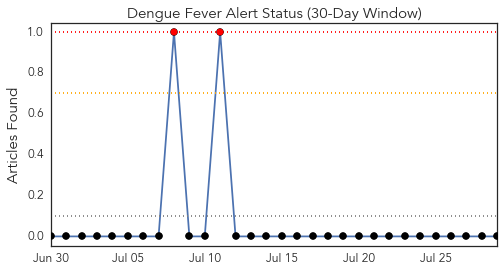 Dengue Fever Alert Status (30-Day Window)
Articles Found
1.0
0.8
0.6
0.4
0.2
0.0
Jun 30 Jul 05 Jul 10 Jul 15 Jul 20 Jul 25